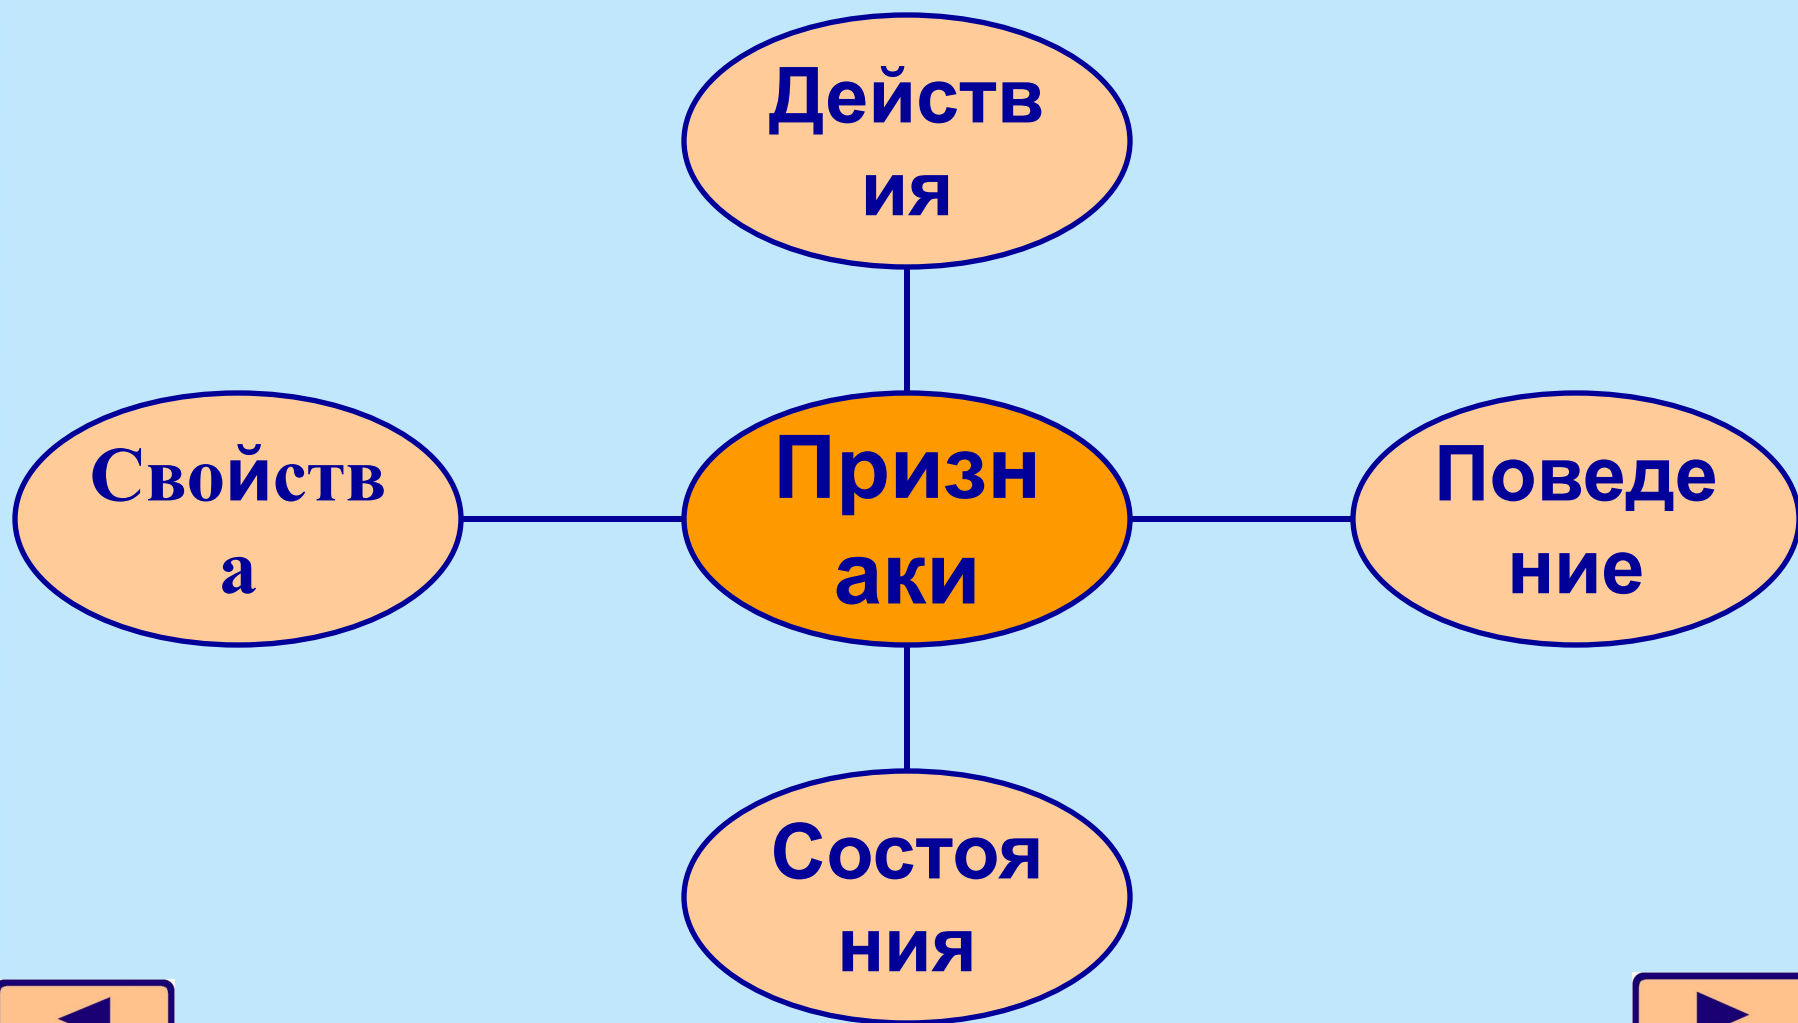 Действ
ия
Свойств
а
Призн
аки
Поведе
ние
Состоя
ния